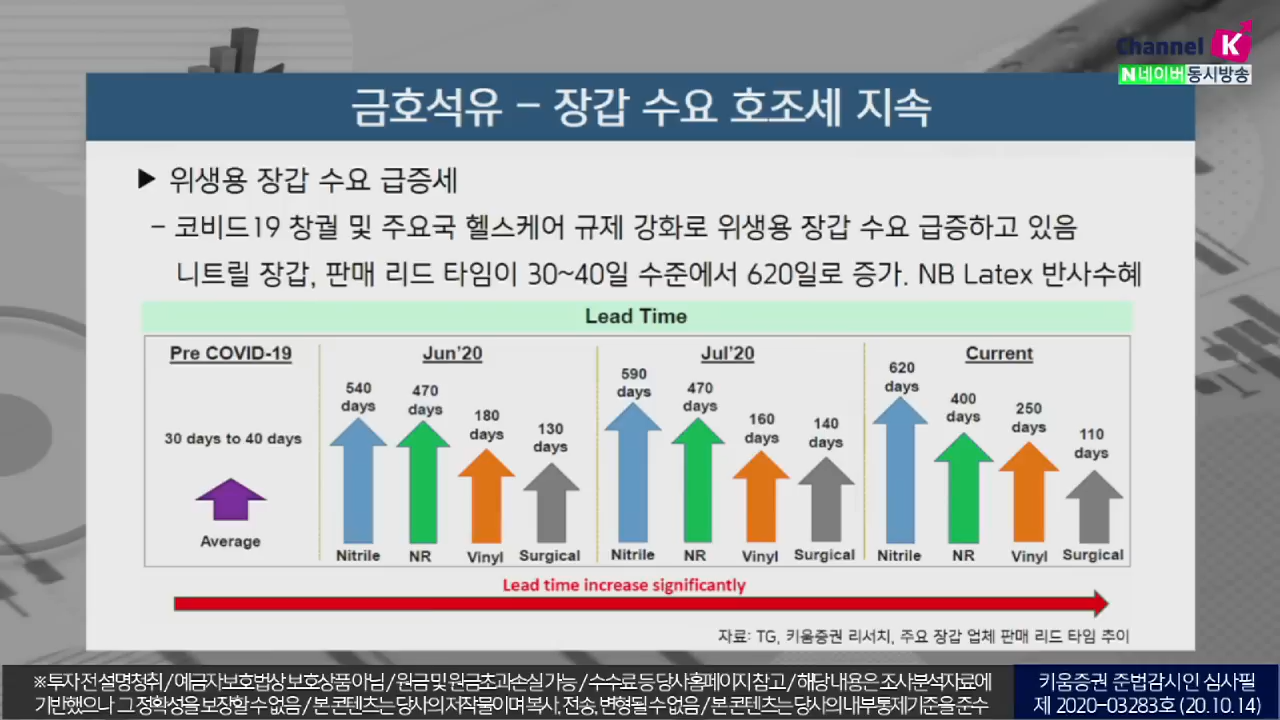 Channel K
N 네이버 동시방송
금호석유 - 장갑 수요 호조세 지속
▶ 위생용 장갑 수요 급증세
- 코비드19 창궐 및 주요국 헬스케어 규제 강화로 위생용 장갑 수요 급증하고 있음
니트릴 장갑, 판매 리드 타임이 30~40일 수준에서 620일로 증가. NB Latex 반사수혜
Lead Time
Pre COVID-19
30 days to 40 days
Average
Jun'20
540 days
470 days
180 days
130 days
Nitrile NR Vinyl Surgical
Jul'20
590 days
470 days
160 days
140 days
Nitrile NR Vinyl Surgical
Current
620 days
400 days
250 days
110 days
Nitrile NR Vinyl Surgical
Lead time increase significantly
자료: TG, 키움증권 리서치, 주요 장갑 업체 판매 리드 타임 추이
※ 투자 전 설명청취 / 예금자보호법상 보호상품 아님 / 원금 및 원금초과손실 가능 / 수수료 등 당사홈페이지 참고 / 해당 내용은 조사분석자료에
기반했으나 그 정확성을 보장할 수 없음 / 본 콘텐츠는 당사의 저작물이며 복사, 전송, 변형될 수 없음 / 본 콘텐츠는 당사의 내부통제기준을 준수
키움증권 준법감시인 심사필
제 2020-03283호 (20.10.14)